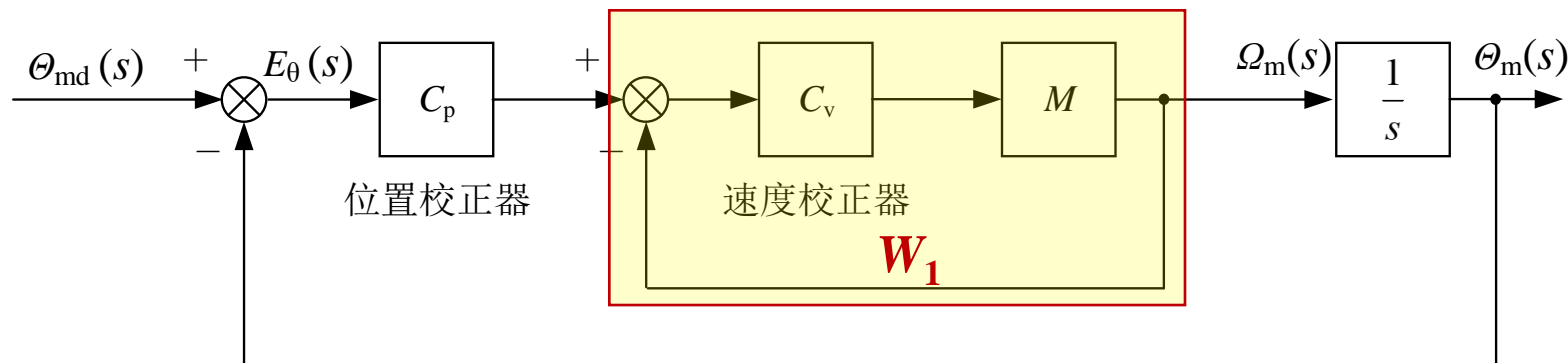 Θmd(s) + Eθ(s) Cp + Cv M Ωm(s) 1/s Θm(s)
− −
位置校正器 速度校正器
W1